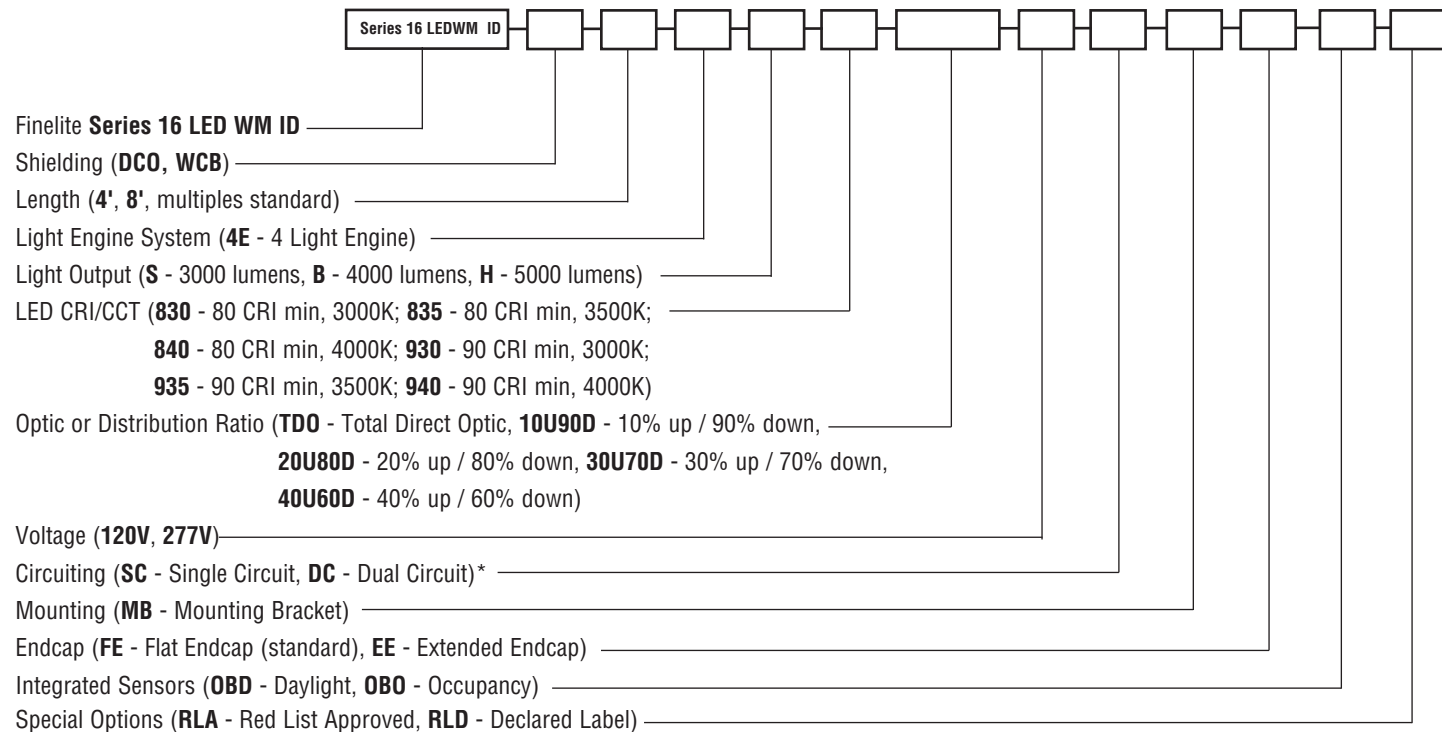 Series 16 LEDWM ID
Finelite Series 16 LED WM ID
Shielding (DCO, WCB)
Length (4', 8', multiples standard)
Light Engine System (4E - 4 Light Engine)
Light Output (S - 3000 lumens, B - 4000 lumens, H - 5000 lumens)
LED CRI/CCT (830 - 80 CRI min, 3000K; 835 - 80 CRI min, 3500K;
840 - 80 CRI min, 4000K; 930 - 90 CRI min, 3000K;
935 - 90 CRI min, 3500K; 940 - 90 CRI min, 4000K)
Optic or Distribution Ratio (TDO - Total Direct Optic, 10U90D - 10% up / 90% down,
20U80D - 20% up / 80% down, 30U70D - 30% up / 70% down,
40U60D - 40% up / 60% down)
Voltage (120V, 277V)
Circuiting (SC - Single Circuit, DC - Dual Circuit)*
Mounting (MB - Mounting Bracket)
Endcap (FE - Flat Endcap (standard), EE - Extended Endcap)
Integrated Sensors (OBD - Daylight, OBO - Occupancy)
Special Options (RLA - Red List Approved, RLD - Declared Label)